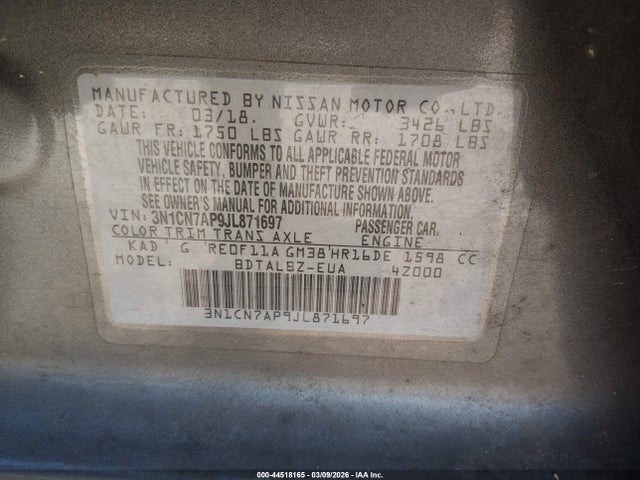 MANUFACTURED BY NISSAN MOTOR CO.,LTD.
DATE: 03/18. GVWR: 3426 LBS
GAWR FR: 1750 LBS GAWR RR: 1708 LBS
THIS VEHICLE CONFORMS TO ALL APPLICABLE FEDERAL MOTOR
VEHICLE SAFETY, BUMPER AND THEFT PREVENTION STANDARDS
IN EFFECT ON THE DATE OF MANUFACTURE SHOWN ABOVE.
SEE OWNER'S MANUAL FOR ADDITIONAL INFORMATION
VIN: 3N1CN7AP9JL871697 PASSENGER CAR.
COLOR TRIM TRANS AXLE ENGINE
KAD G RE0F11A GM38 HR16DE 1598 CC
MODEL: BDTALBZ-EUA 4Z000
3N1CN7AP9JL871697
000-44518165 - 03/09/2026 - IAA Inc.